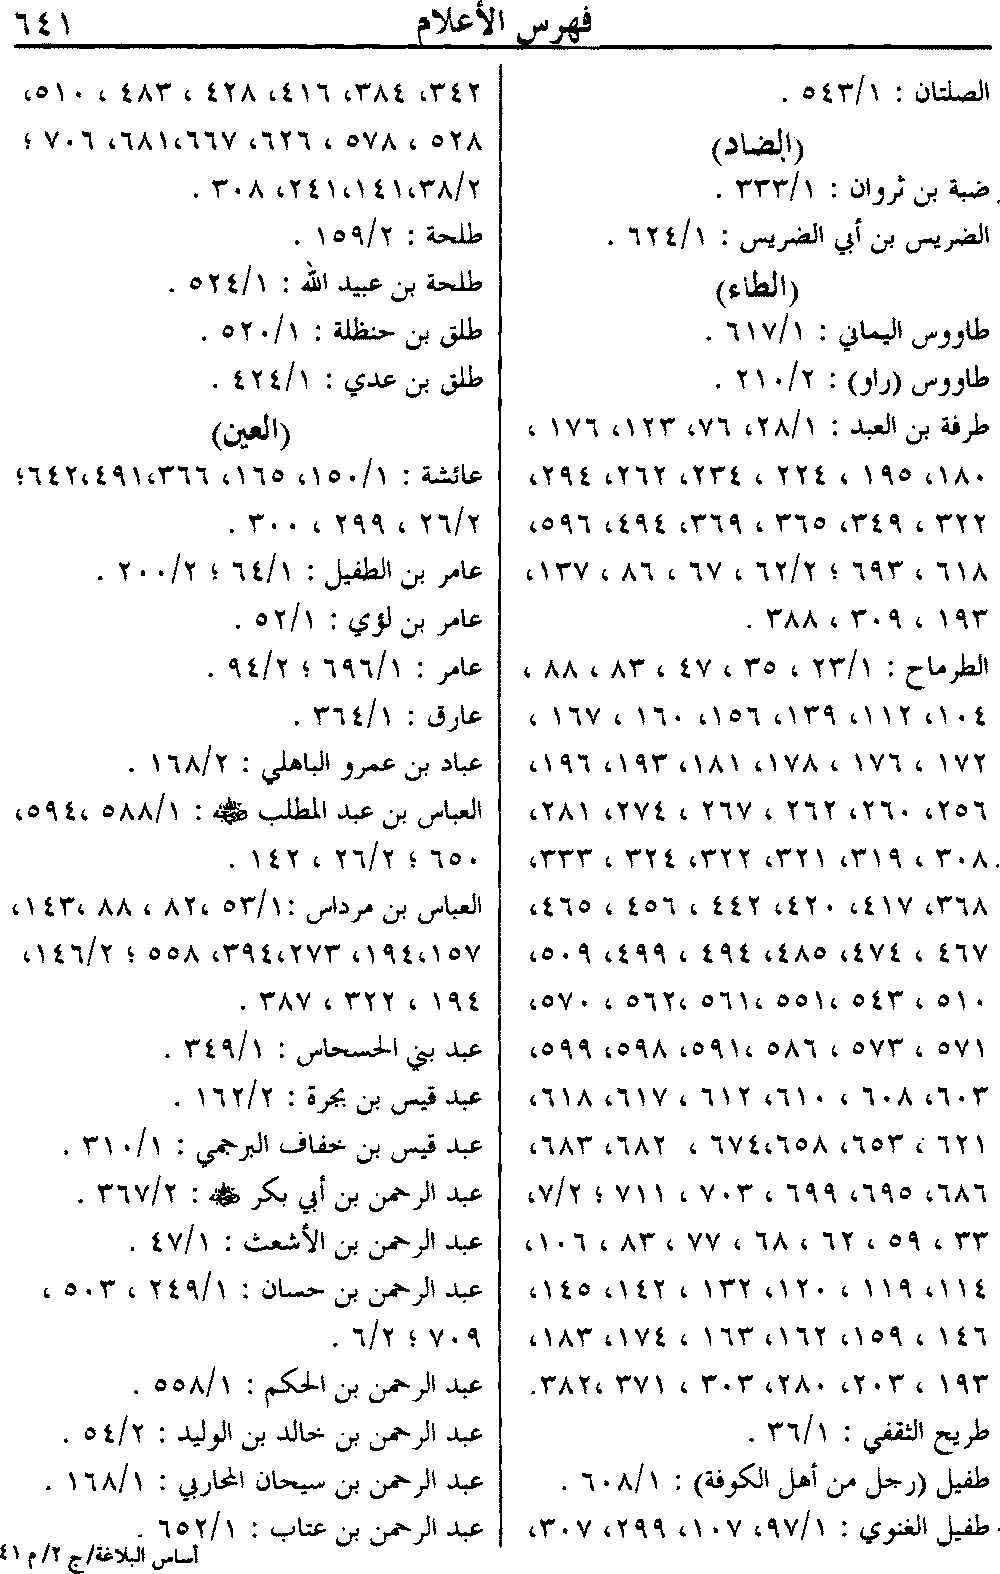 فهرس الأعلام ٦٤١
الصلتان : ٥٤٣/١ .
(الضاد)
ضبة بن ثروان : ٣٣٣/١ .
الضريس بن أبي الضريس : ٦٢٤/١ .
(الطاء)
طاووس اليماني : ٦١٧/١ .
طاووس (راو) : ٢١٠/٢ .
طرفة بن العبد : ٢٨/١، ٧٦، ١٢٣، ١٧٦ ،
١٨٠، ١٩٥ ، ٢٢٤ ، ٢٣٤، ٢٦٢، ٢٩٤،
٣٢٢ ، ٣٤٩، ٣٦٥ ، ٣٦٩، ٤٩٤، ٥٩٦،
٦١٨ ، ٦٩٣ ؛ ٦٢/٢ ، ٦٧ ، ٨٦ ، ١٣٧،
١٩٣ ، ٣٠٩ ، ٣٨٨ .
الطرماح : ٢٣/١ ، ٣٥ ، ٤٧ ، ٨٣ ، ٨٨ ،
١٠٤، ١١٢، ١٣٩، ١٥٦، ١٦٠ ، ١٦٧ ،
١٧٢ ، ١٧٦ ، ١٧٨، ١٨١، ١٩٣، ١٩٦،
٢٥٦، ٢٦٠، ٢٦٢ ، ٢٦٧ ، ٢٧٤، ٢٨١،
٣٠٨ ، ٣١٩، ٣٢١، ٣٢٢، ٣٢٤ ، ٣٣٣،
٣٦٨، ٤١٧، ٤٢٠، ٤٤٢ ، ٤٥٦ ، ٤٦٥،
٤٦٧ ، ٤٧٤، ٤٨٥، ٤٩٤ ، ٤٩٩ ، ٥٠٩،
٥١٠ ، ٥٤٣ ، ٥٥١، ٥٦١، ٥٦٢ ، ٥٧٠،
٥٧١ ، ٥٧٣ ، ٥٨٦ ، ٥٩١، ٥٩٨، ٥٩٩،
٦٠٣، ٦٠٨ ، ٦١٠، ٦١٢ ، ٦١٧، ٦١٨،
٦٢١ ، ٦٥٣، ٦٥٨،٦٧٤ ، ٦٨٢، ٦٨٣،
٦٨٦، ٦٩٥، ٦٩٩ ، ٧٠٣ ، ٧١١ ؛ ٧/٢،
٣٣ ، ٥٩ ، ٦٢ ، ٦٨ ، ٧٧ ، ٨٣ ، ١٠٦،
١١٤، ١١٩ ، ١٢٠، ١٣٢ ، ١٤٢، ١٤٥،
١٤٦ ، ١٥٩، ١٦٢، ١٦٣ ، ١٧٤، ١٨٣،
١٩٣ ، ٢٠٣، ٢٨٠، ٣٠٣ ، ٣٧١ ،٣٨٢.
طريح الثقفي : ٣٦/١ .
طفيل (رجل من أهل الكوفة) : ٦٠٨/١ .
طفيل الغنوي : ٩٧/١، ١٠٧ ، ٢٩٩، ٣٠٧،
٣٤٢، ٣٨٤، ٤١٦، ٤٢٨ ، ٤٨٣ ، ٥١٠،
٥٢٨ ، ٥٧٨ ، ٦٢٦، ٦٦٧،٦٨١، ٧٠٦ ؛
٣٨/٢،١٤١،٢٤١، ٣٠٨ .
طلحة : ١٥٩/٢ .
طلحة بن عبيد الله : ٥٢٤/١ .
طلق بن حنظلة : ٥٢٠/١ .
طلق بن عدي : ٤٢٤/١ .
(العين)
عائشة : ١٥٠/١، ١٦٥، ٣٦٦،٤٩١،٦٤٢؛
٢٦/٢ ، ٢٩٩ ، ٣٠٠ .
عامر بن الطفيل : ٦٤/١ ؛ ٢٠٠/٢ .
عامر بن لؤي : ٥٢/١ .
عامر : ٦٩٦/١ ؛ ٩٤/٢ .
عارق : ٣٦٤/١ .
عباد بن عمرو الباهلي : ١٦٨/٢ .
العباس بن عبد المطلب ﷺ : ٥٨٨/١ ،٥٩٤،
٦٥٠ ؛ ٢٦/٢ ، ١٤٢ .
العباس بن مرداس :٥٣/١ ،٨٢ ، ٨٨ ،١٤٣،
١٥٧،١٩٤، ٢٧٣،٣٩٤، ٥٥٨ ؛ ١٤٦/٢،
١٩٤ ، ٣٢٢ ، ٣٨٧ .
عبد بني الحسحاس : ٣٤٩/١ .
عبد قيس بن بجرة : ١٦٢/٢ .
عبد قيس بن خفاف البرجمي : ٣١٠/١ .
عبد الرحمن بن أبي بكر ﷺ : ٣٦٧/٢ .
عبد الرحمن بن الأشعث : ٤٧/١ .
عبد الرحمن بن حسان : ٢٤٩/١ ، ٥٠٣ ،
٧٠٩ ؛ ٦/٢ .
عبد الرحمن بن الحكم : ٥٥٨/١ .
عبد الرحمن بن خالد بن الوليد : ٥٤/٢ .
عبد الرحمن بن سيحان المحاربي : ١٦٨/١ .
عبد الرحمن بن عتاب : ٦٥٢/١ .
أساس البلاغة/ج ٢/م ٤١